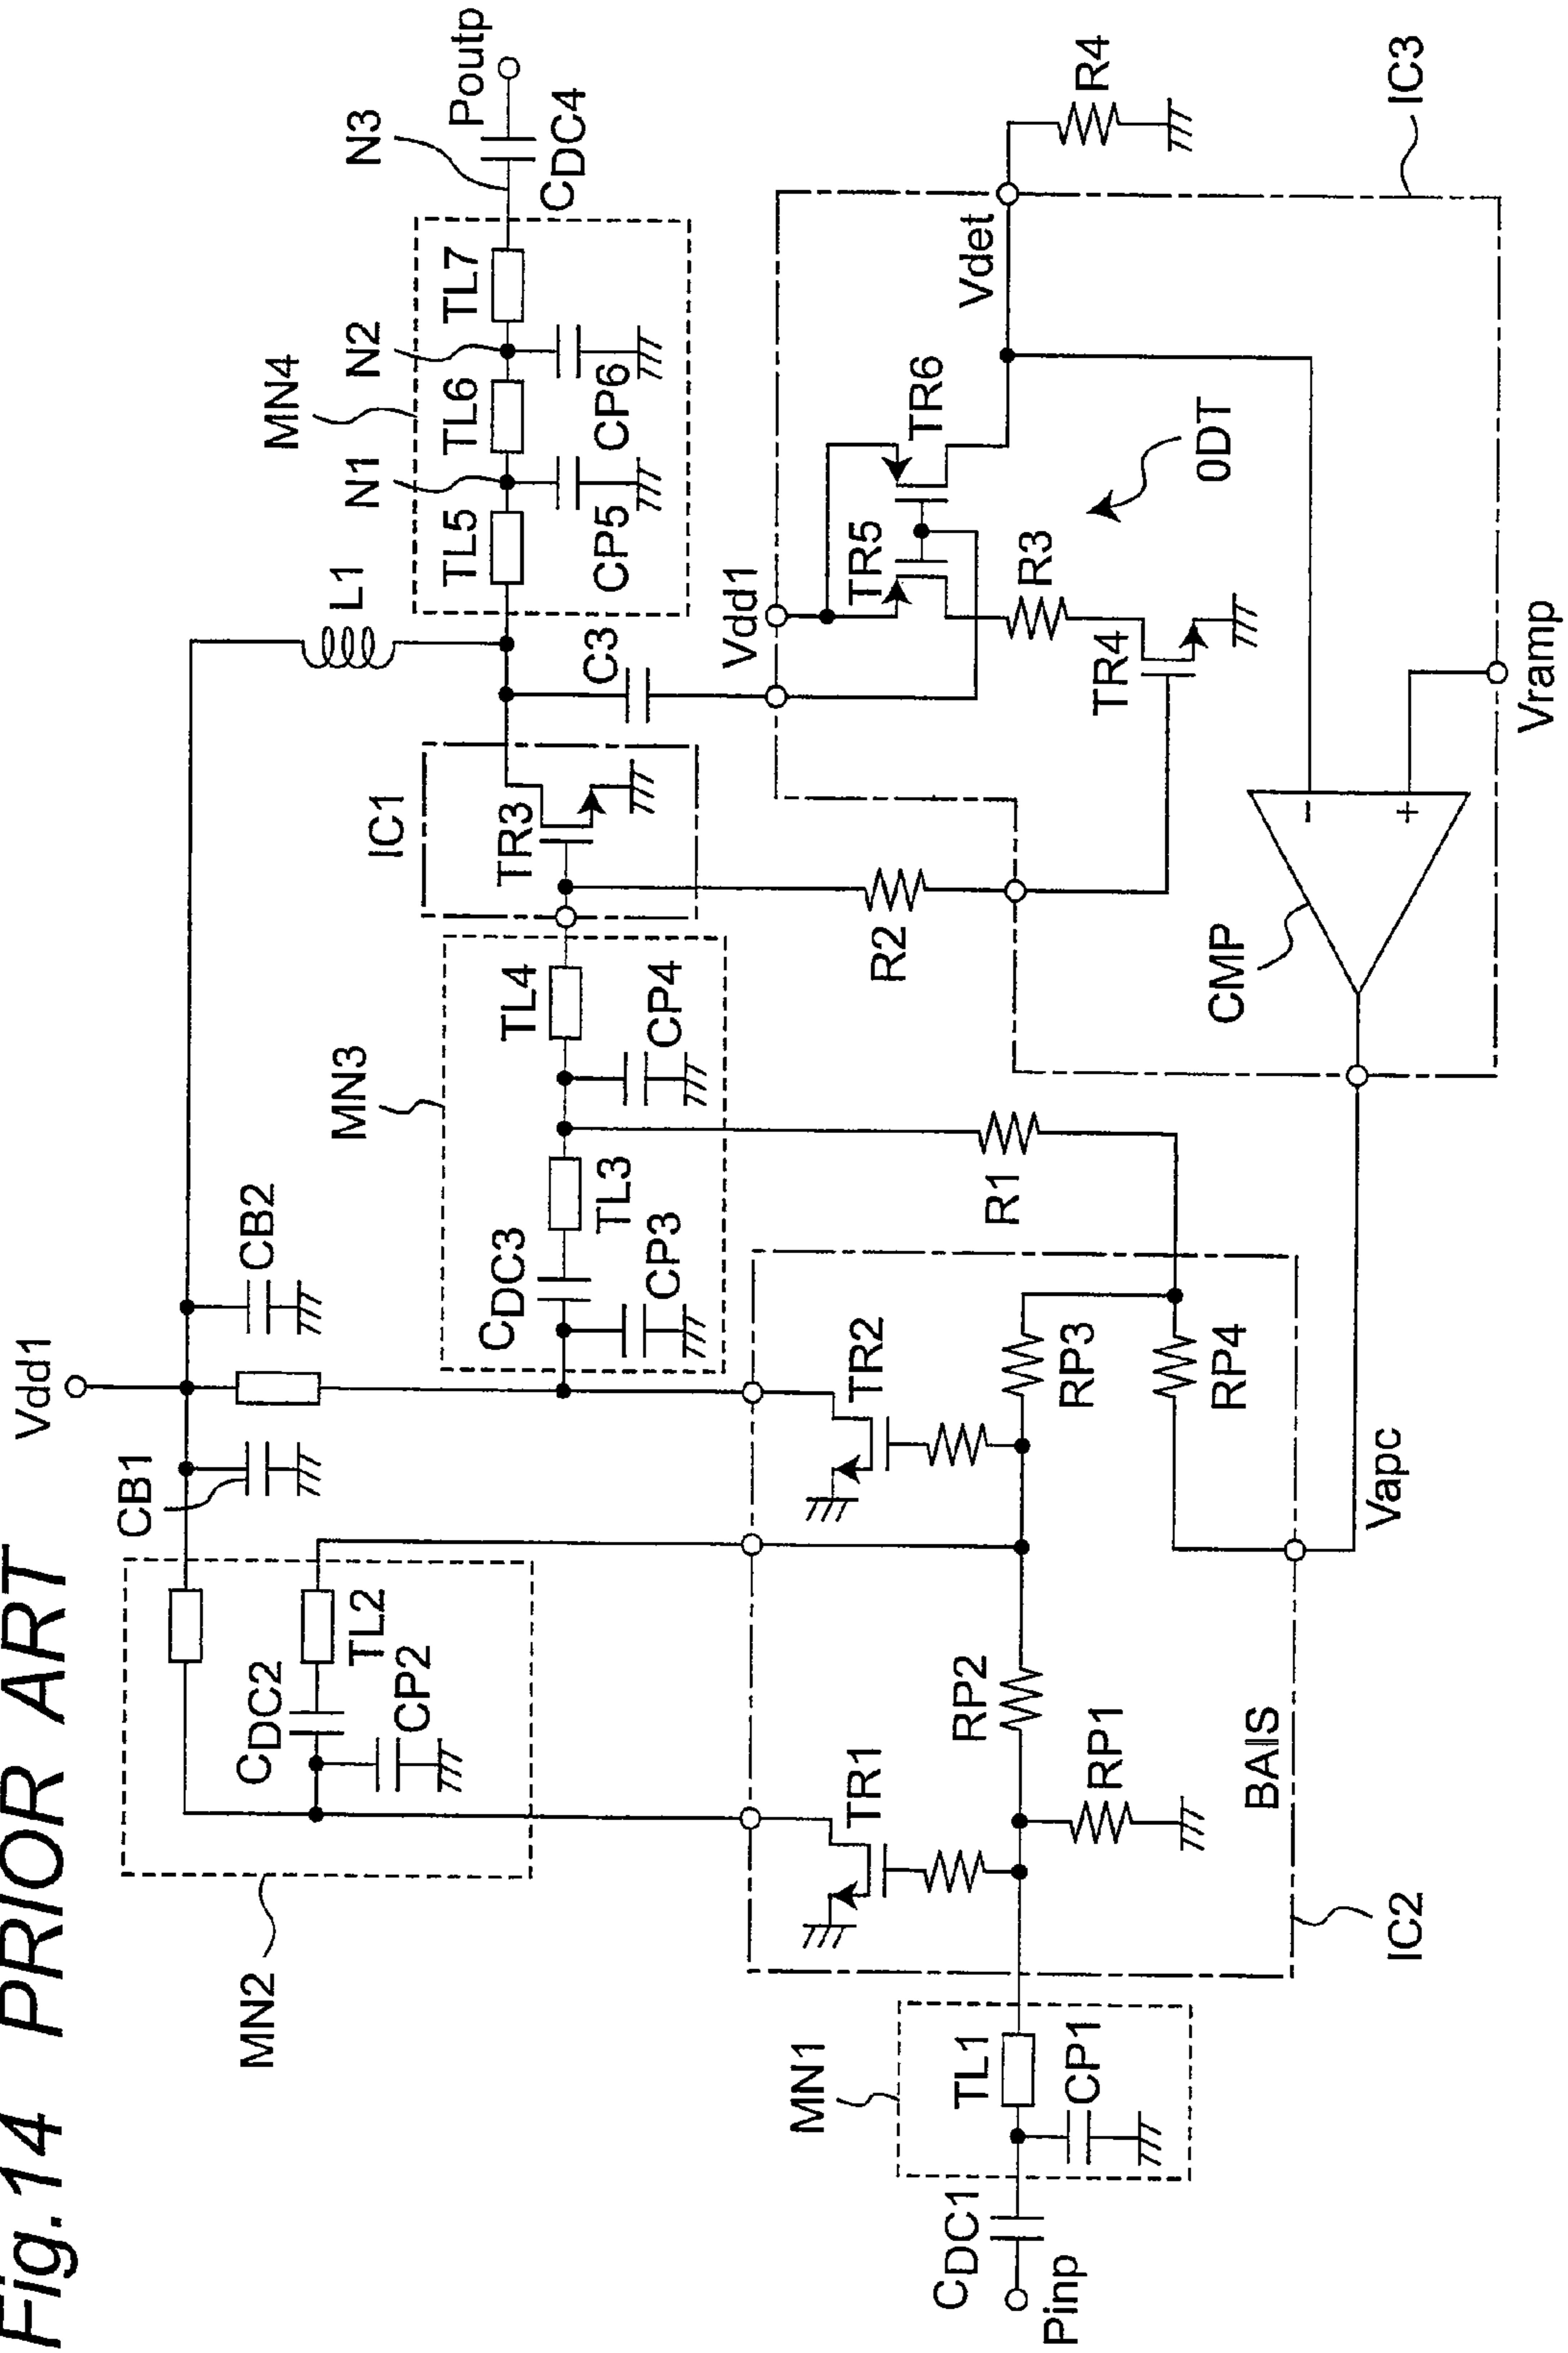 Fig.14 PRIOR ART
Vdd1
CB1
CB2
L1
MN4
N1
N2
N3
MN2
CDC2
TL2
CP2
MN3
CDC3
TL3
CP3
TL4
CP4
IC1
TR3
C3
TL5
CP5
TL6
CP6
TL7
CDC4
Poutp
MN1
CDC1
Pinp
TL1
CP1
TR1
RP2
RP1
BAIS
IC2
TR2
RP3
RP4
R1
Vapc
R2
Vdd1
TR5
TR6
R3
TR4
0DT
Vdet
R4
CMP
-
+
Vramp
IC3